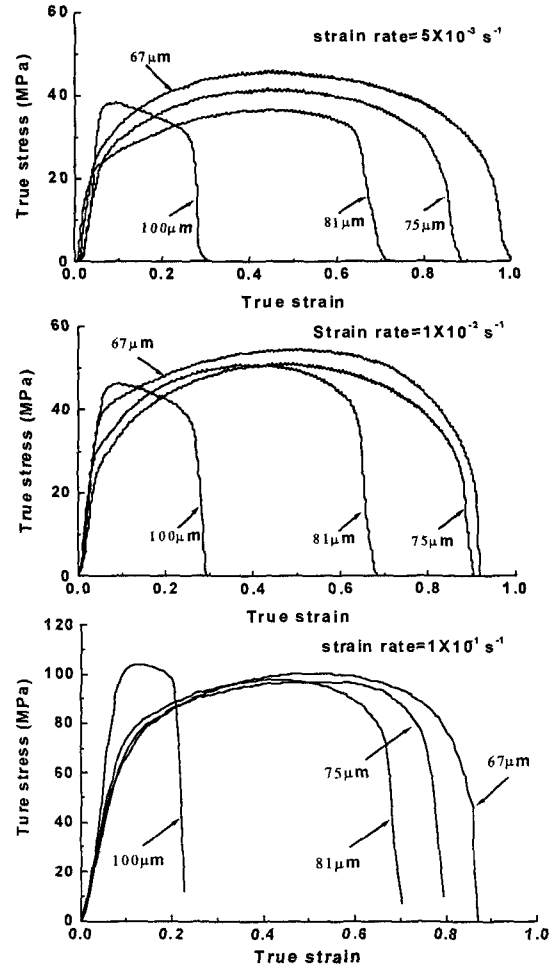 strain rate=5X10-3 s-1
True stress (MPa)
60
40
20
0
67μm
100μm
81μm
75μm
0.0 0.2 0.4 0.6 0.8 1.0
True strain
Strain rate=1X10-2 s-1
True stress (MPa)
60
40
20
0
67μm
100μm
81μm
75μm
0.0 0.2 0.4 0.6 0.8 1.0
True strain
strain rate=1X101 s-1
Ture stress (MPa)
120
100
80
60
40
20
0
75μm
67μm
100μm
81μm
0.0 0.2 0.4 0.6 0.8 1.0
True strain